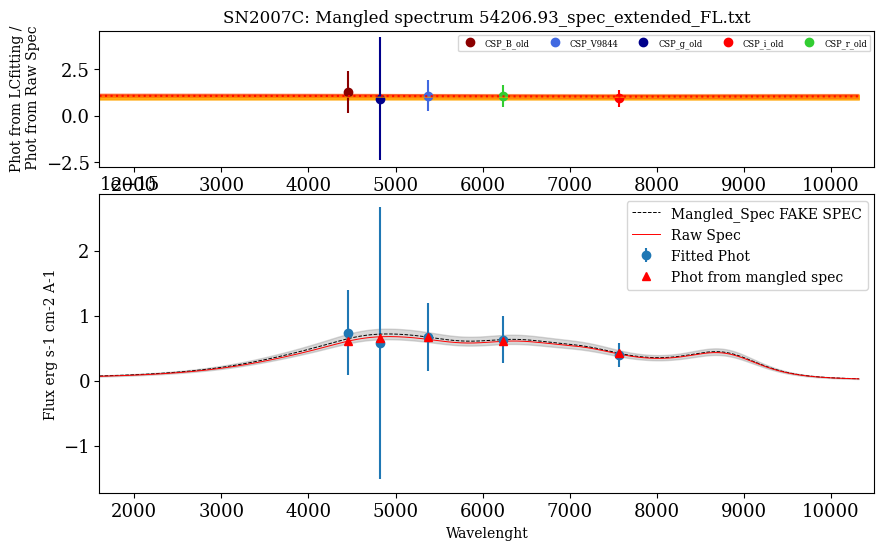 SN2007C: Mangled spectrum 54206.93_spec_extended_FL.txt
Phot from LCfitting /
Phot from Raw Spec
CSP_B_old CSP_V9844 CSP_g_old CSP_i_old CSP_r_old
2.5
0.0
−2.5
2000 3000 4000 5000 6000 7000 8000 9000 10000
1e−15
Mangled_Spec FAKE SPEC
Raw Spec
Fitted Phot
Phot from mangled spec
Flux erg s-1 cm-2 A-1
2
1
0
−1
2000 3000 4000 5000 6000 7000 8000 9000 10000
Wavelenght